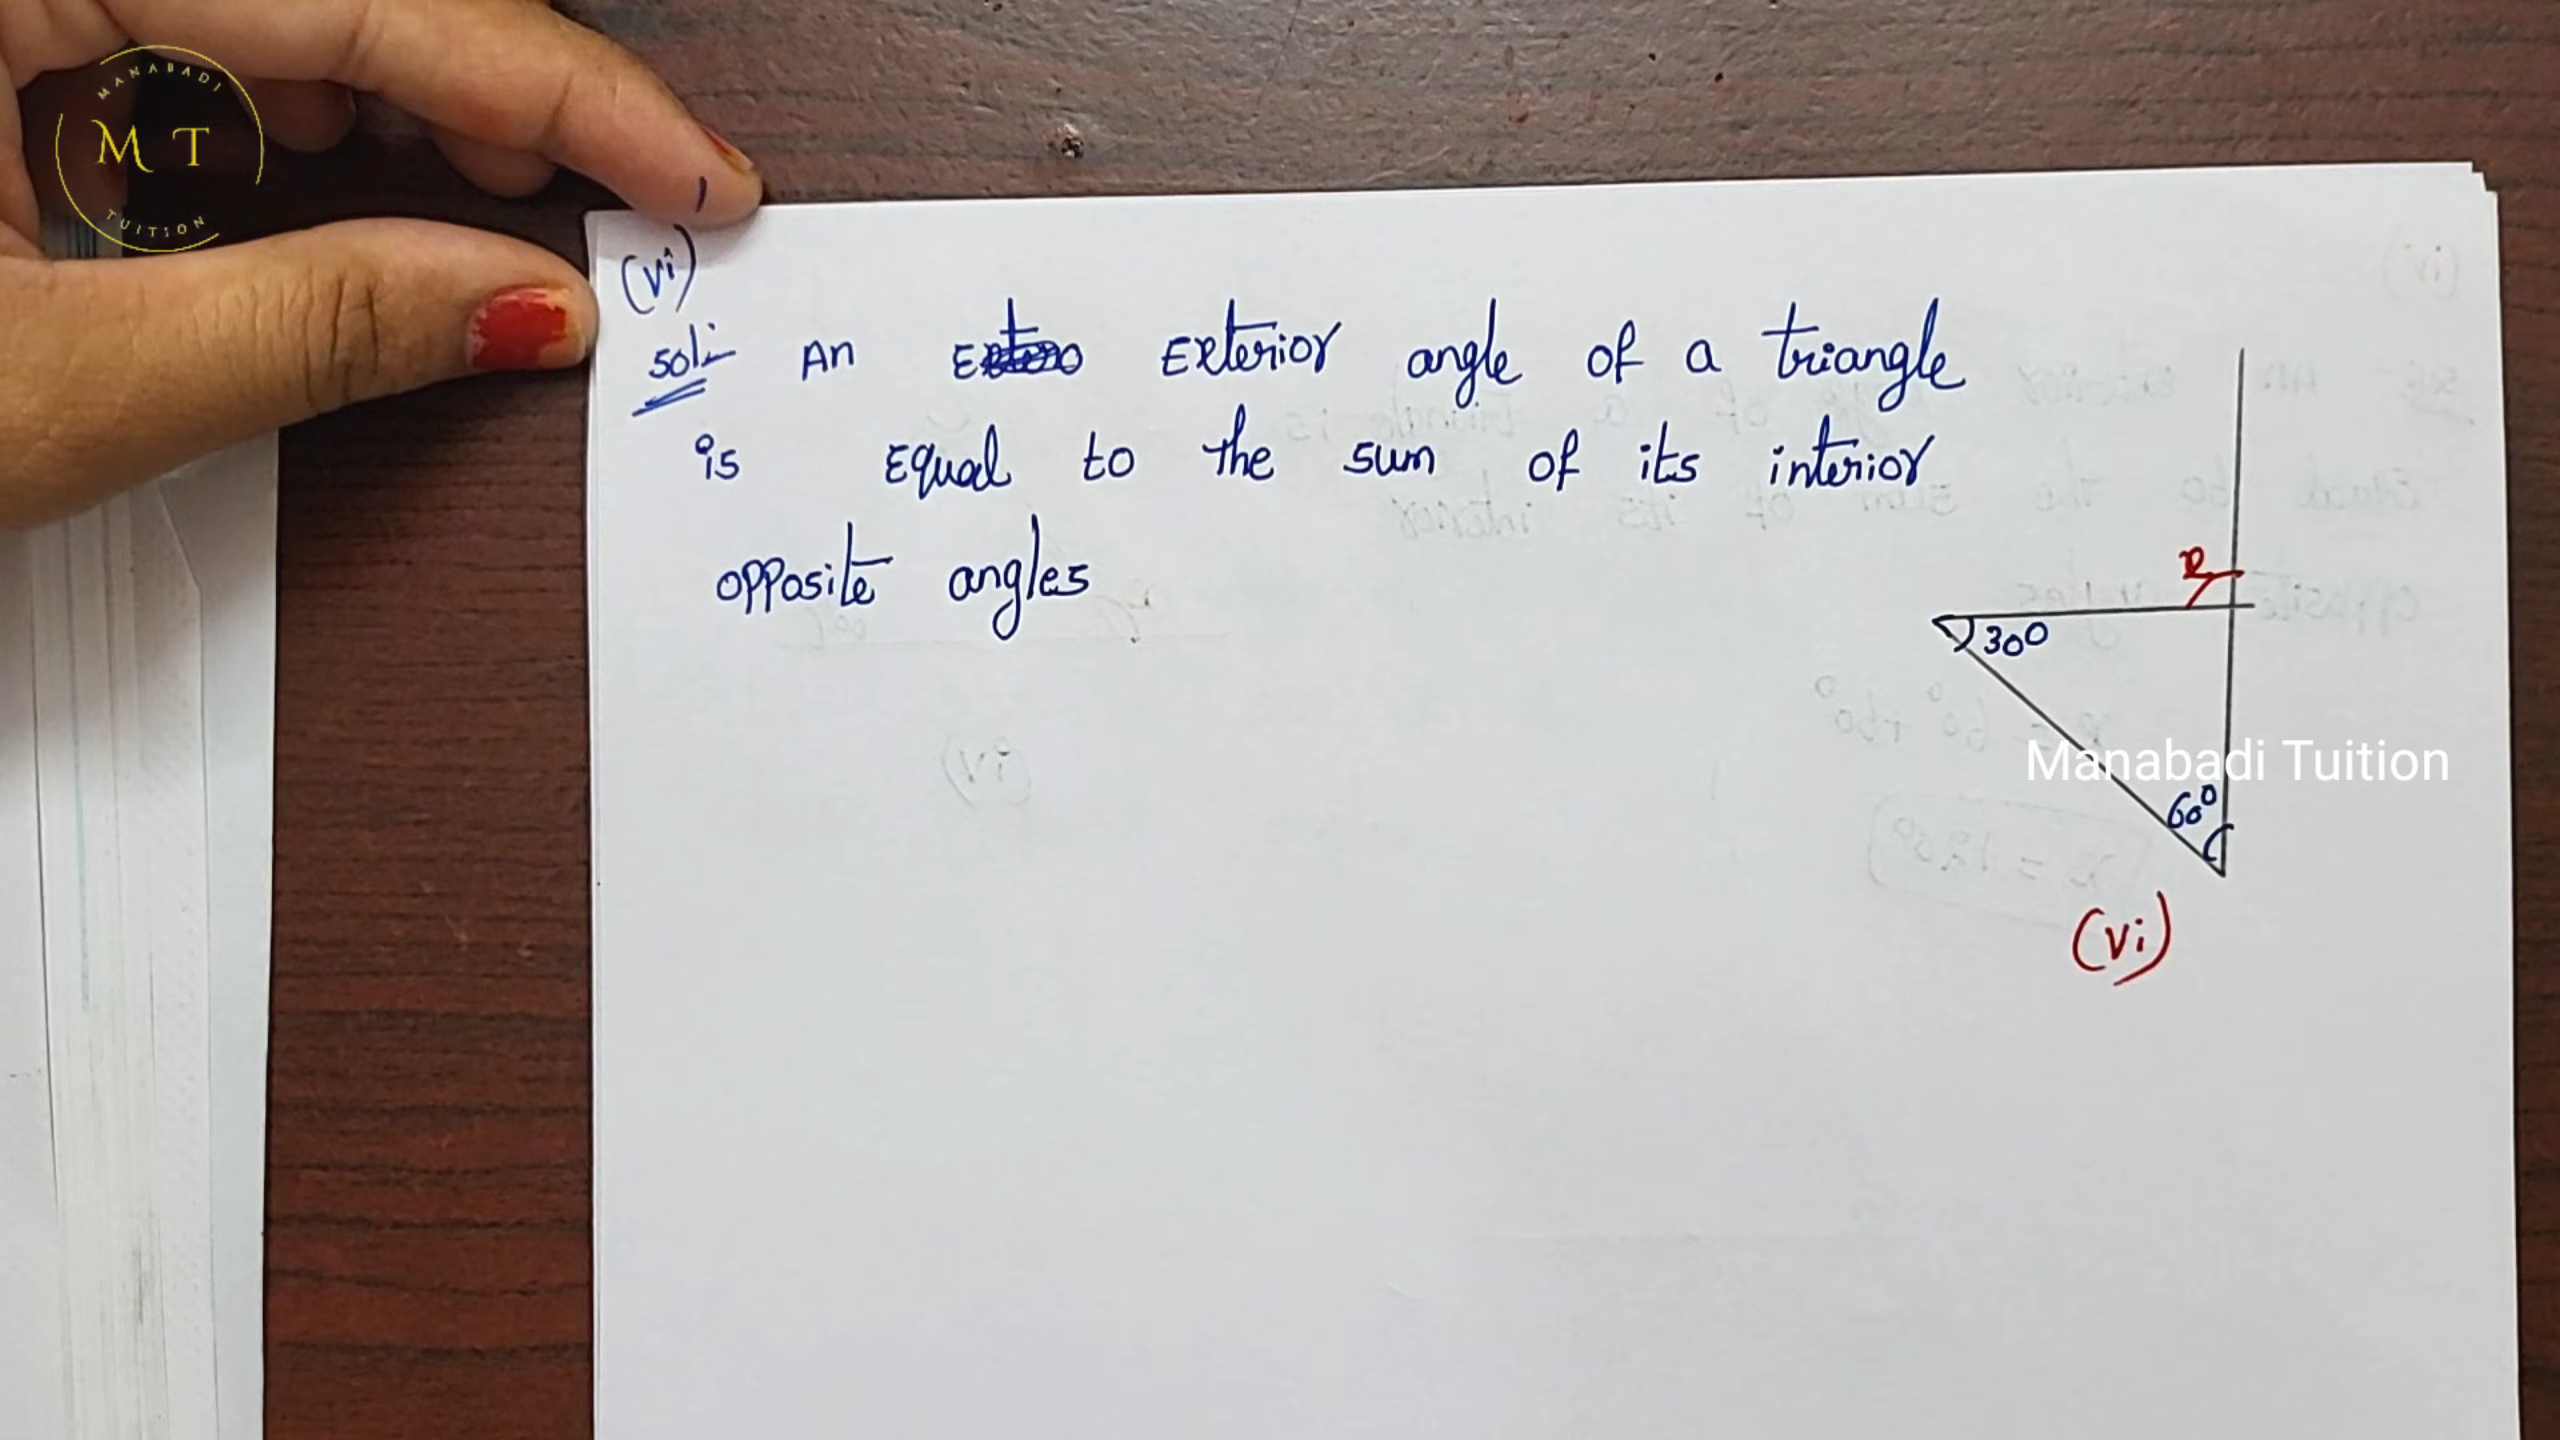 MANABADI
M T
TUITION
(vi)
Sol:- An Exterior angle of a triangle
is Equal to the sum of its interior
opposite angles
x
30°
Manabadi Tuition
60°
(vi)